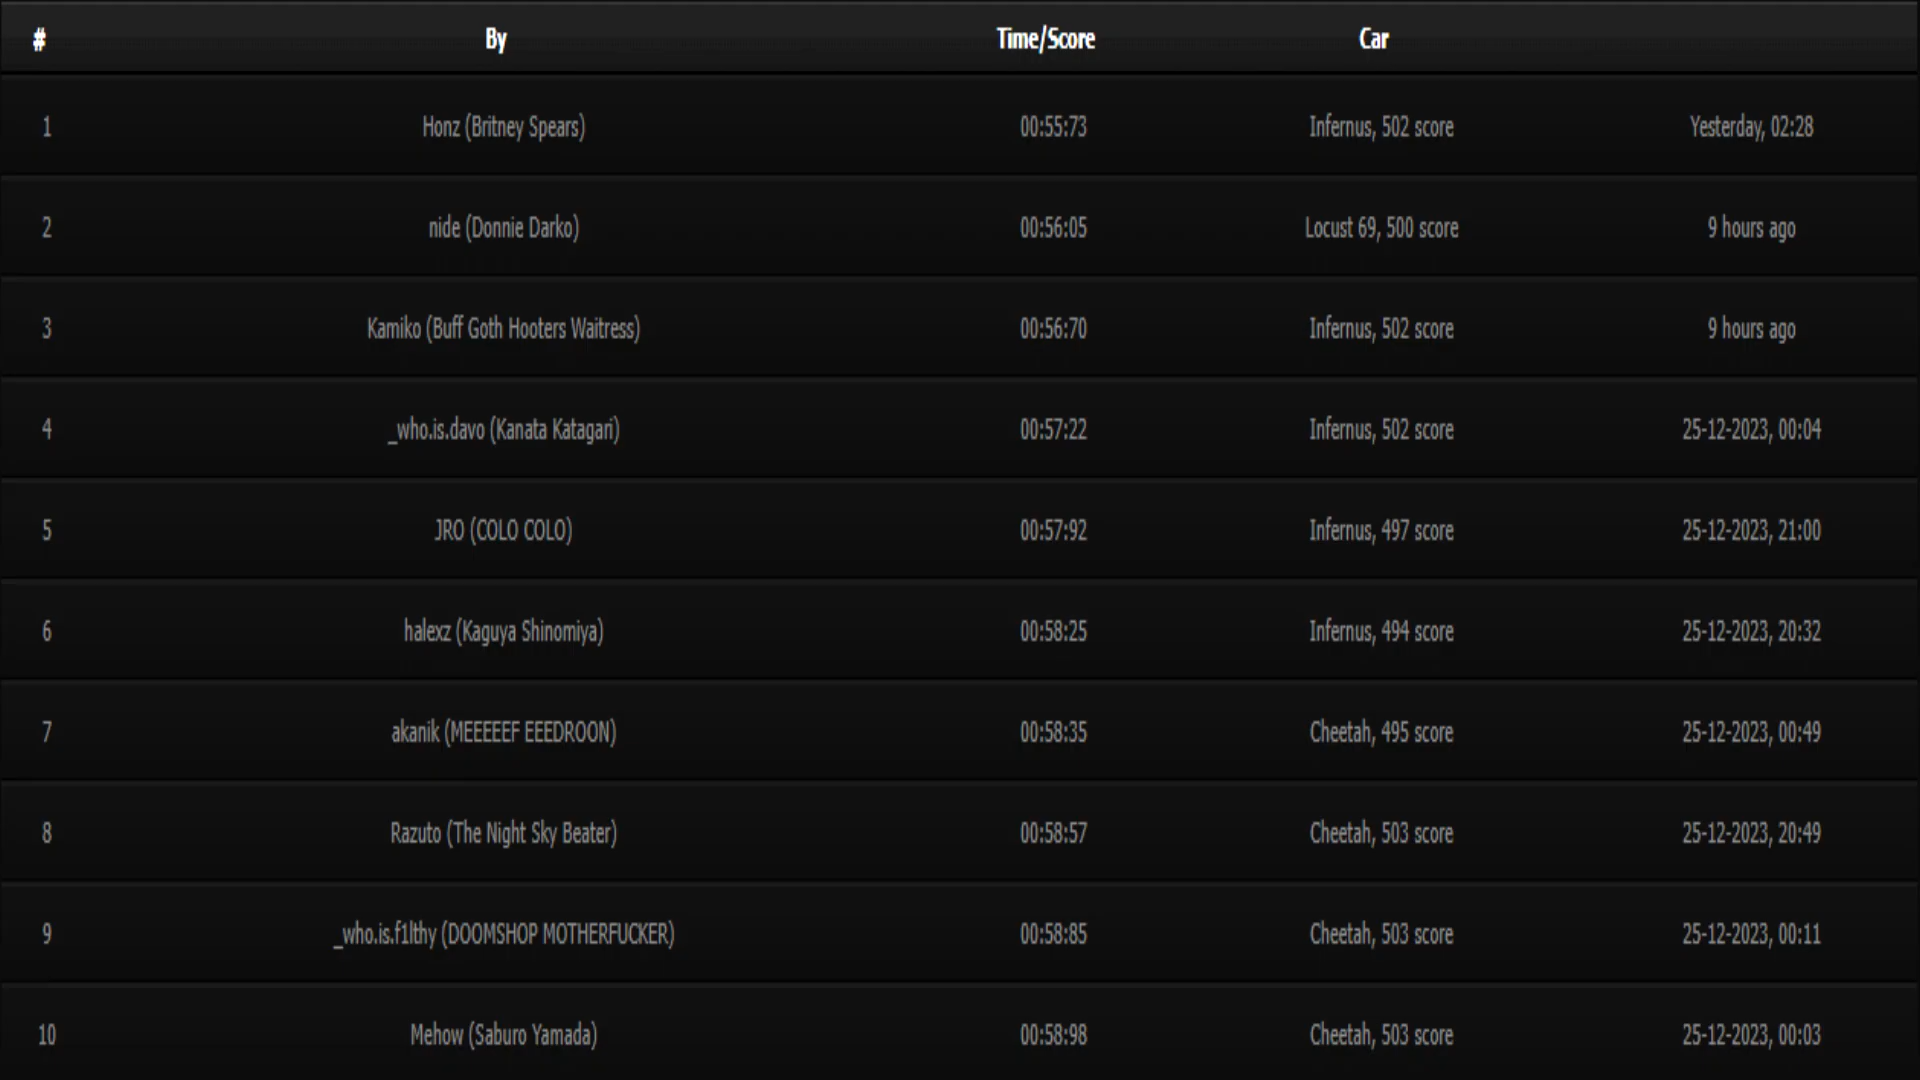 # By Time/Score Car
1 Honz (Britney Spears) 00:55:73 Infernus, 502 score Yesterday, 02:28
2 nide (Donnie Darko) 00:56:05 Locust 69, 500 score 9 hours ago
3 Kamiko (Buff Goth Hooters Waitress) 00:56:70 Infernus, 502 score 9 hours ago
4 _who.is.davo (Kanata Katagari) 00:57:22 Infernus, 502 score 25-12-2023, 00:04
5 JRO (COLO COLO) 00:57:92 Infernus, 497 score 25-12-2023, 21:00
6 halexz (Kaguya Shinomiya) 00:58:25 Infernus, 494 score 25-12-2023, 20:32
7 akanik (MEEEEEF EEEDROON) 00:58:35 Cheetah, 495 score 25-12-2023, 00:49
8 Razuto (The Night Sky Beater) 00:58:57 Cheetah, 503 score 25-12-2023, 20:49
9 _who.is.f1lthy (DOOMSHOP MOTHERFUCKER) 00:58:85 Cheetah, 503 score 25-12-2023, 00:11
10 Mehow (Saburo Yamada) 00:58:98 Cheetah, 503 score 25-12-2023, 00:03